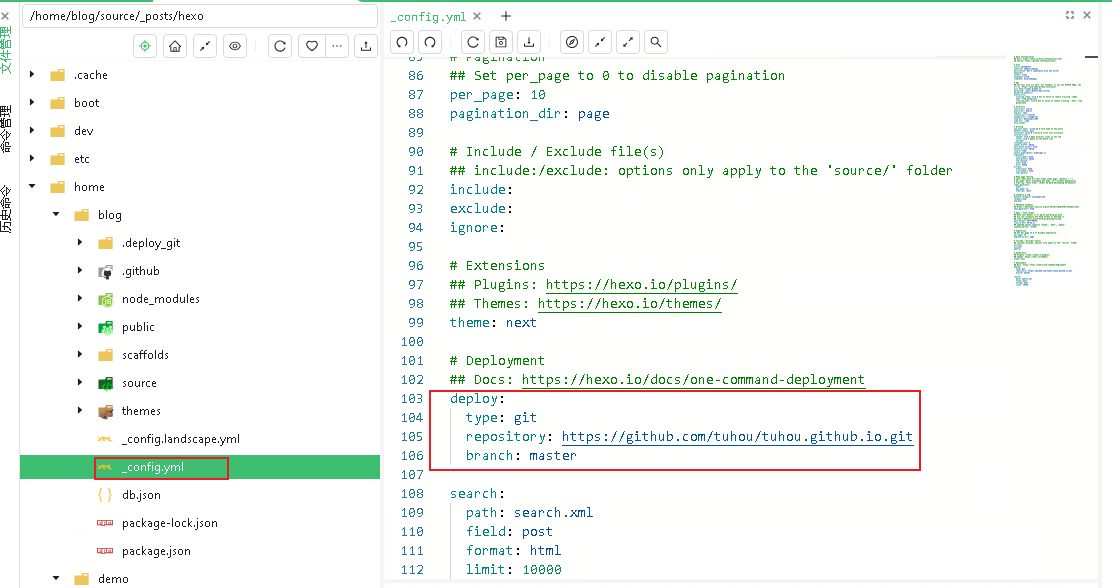 /home/blog/source/_posts/hexo
文件管理
命令管理
历史命令
.cache
boot
dev
etc
home
blog
.deploy_git
.github
node_modules
public
scaffolds
source
themes
_config.landscape.yml
_config.yml
db.json
package-lock.json
package.json
demo
_config.yml
85 # Pagination
86 ## Set per_page to 0 to disable pagination
87 per_page: 10
88 pagination_dir: page
89
90 # Include / Exclude file(s)
91 ## include:/exclude: options only apply to the 'source/' folder
92 include:
93 exclude:
94 ignore:
95
96 # Extensions
97 ## Plugins: https://hexo.io/plugins/
98 ## Themes: https://hexo.io/themes/
99 theme: next
100
101 # Deployment
102 ## Docs: https://hexo.io/docs/one-command-deployment
103 deploy:
104 type: git
105 repository: https://github.com/tuhou/tuhou.github.io.git
106 branch: master
107
108 search:
109 path: search.xml
110 field: post
111 format: html
112 limit: 10000